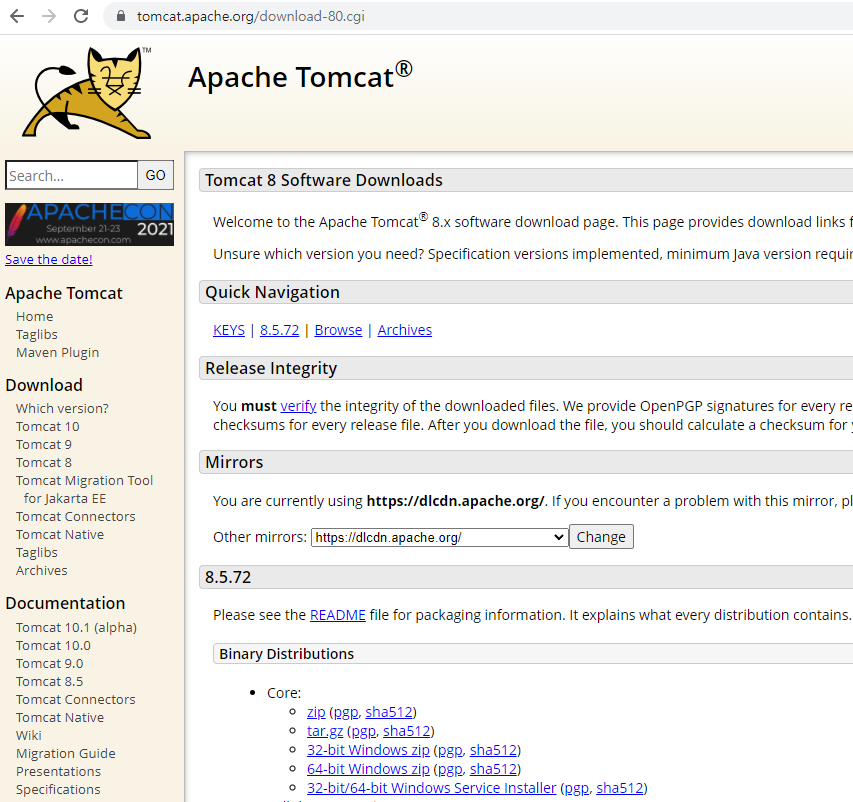 tomcat.apache.org/download-80.cgi
TM
Apache Tomcat®
Search...
GO
APACHECON
September 21-23
2021
www.apachecon.com
Save the date!
Apache Tomcat
Home
Taglibs
Maven Plugin
Download
Which version?
Tomcat 10
Tomcat 9
Tomcat 8
Tomcat Migration Tool
for Jakarta EE
Tomcat Connectors
Tomcat Native
Taglibs
Archives
Documentation
Tomcat 10.1 (alpha)
Tomcat 10.0
Tomcat 9.0
Tomcat 8.5
Tomcat Connectors
Tomcat Native
Wiki
Migration Guide
Presentations
Specifications
Tomcat 8 Software Downloads
Welcome to the Apache Tomcat® 8.x software download page. This page provides download links f
Unsure which version you need? Specification versions implemented, minimum Java version requir
Quick Navigation
KEYS | 8.5.72 | Browse | Archives
Release Integrity
You must verify the integrity of the downloaded files. We provide OpenPGP signatures for every re
checksums for every release file. After you download the file, you should calculate a checksum for y
Mirrors
You are currently using https://dlcdn.apache.org/. If you encounter a problem with this mirror, pl
Other mirrors: https://dlcdn.apache.org/ Change
8.5.72
Please see the README file for packaging information. It explains what every distribution contains.
Binary Distributions
Core:
zip (pgp, sha512)
tar.gz (pgp, sha512)
32-bit Windows zip (pgp, sha512)
64-bit Windows zip (pgp, sha512)
32-bit/64-bit Windows Service Installer (pgp, sha512)